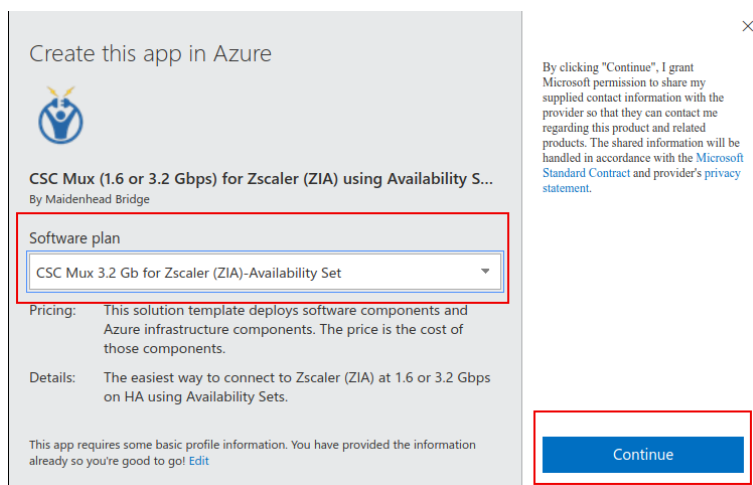 Create this app in Azure
CSC Mux (1.6 or 3.2 Gbps) for Zscaler (ZIA) using Availability S...
By Maidenhead Bridge
Software plan
CSC Mux 3.2 Gb for Zscaler (ZIA)-Availability Set
Pricing: This solution template deploys software components and
Azure infrastructure components. The price is the cost of
those components.
Details: The easiest way to connect to Zscaler (ZIA) at 1.6 or 3.2 Gbps
on HA using Availability Sets.
This app requires some basic profile information. You have provided the information
already so you're good to go! Edit
By clicking "Continue", I grant
Microsoft permission to share my
supplied contact information with the
provider so that they can contact me
regarding this product and related
products. The shared information will be
handled in accordance with the Microsoft
Standard Contract and provider's privacy
statement.
Continue